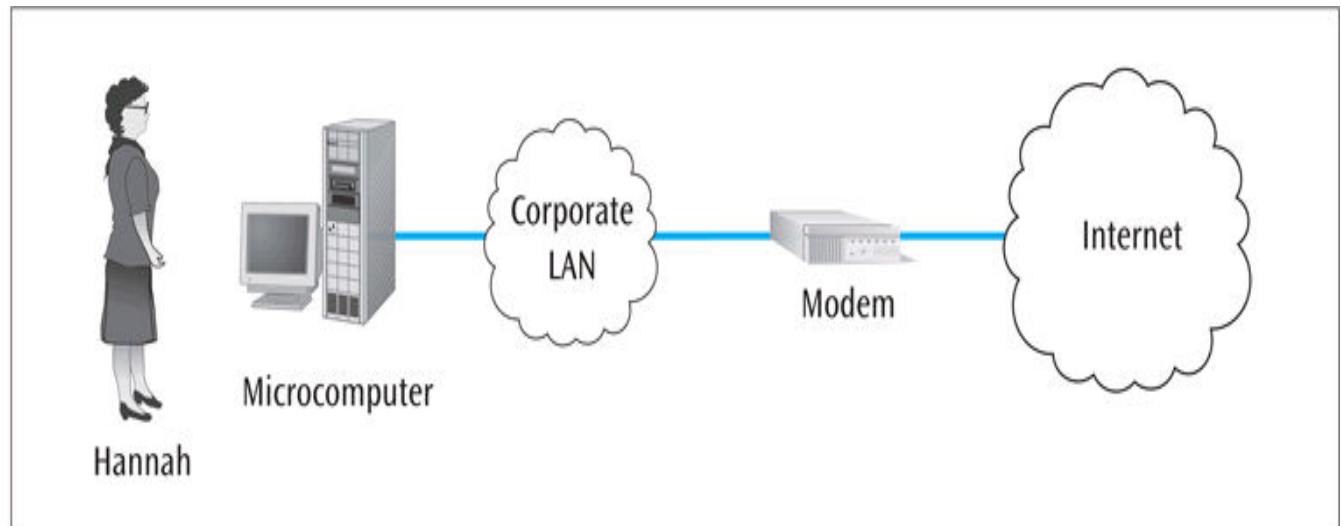 Hannah
Microcomputer
Corporate
LAN
Modem
Internet